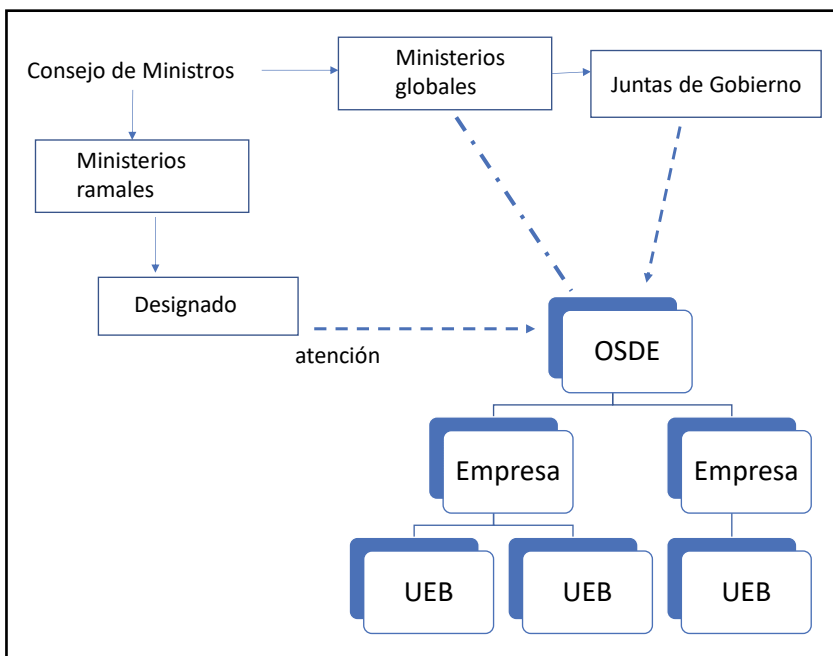 Consejo de Ministros
Ministerios
globales
Juntas de Gobierno
Ministerios
ramales
Designado
atención
OSDE
Empresa
Empresa
UEB
UEB
UEB